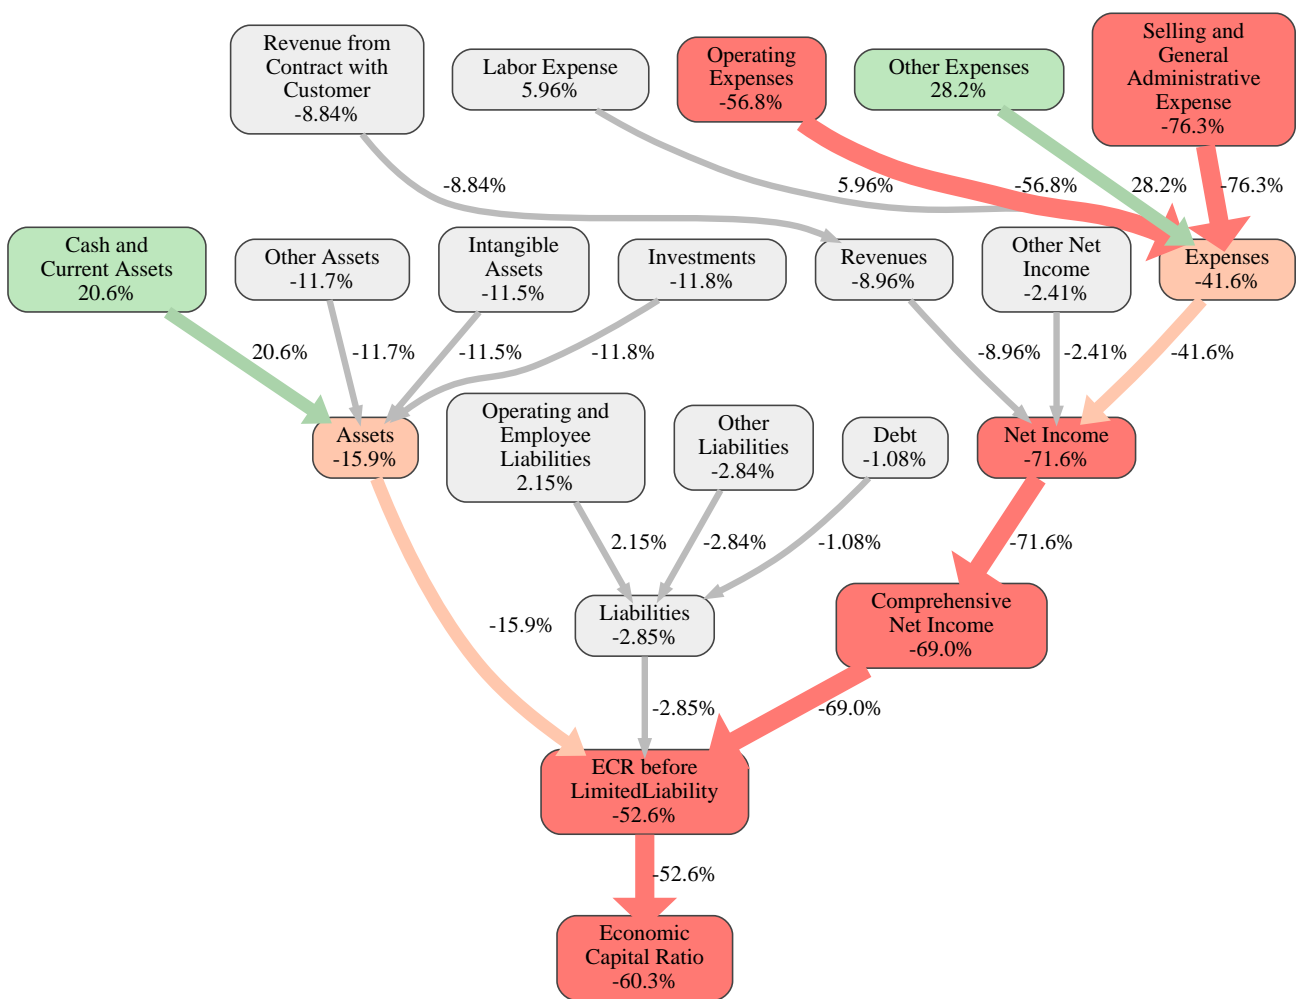 Revenue from
Contract with
Customer
-8.84%
Labor Expense
5.96%
Operating
Expenses
-56.8%
Other Expenses
28.2%
Selling and
General
Administrative
Expense
-76.3%
-8.84%
5.96%
-56.8%
28.2%
-76.3%
Cash and
Current Assets
20.6%
Other Assets
-11.7%
Intangible
Assets
-11.5%
Investments
-11.8%
Revenues
-8.96%
Other Net
Income
-2.41%
Expenses
-41.6%
20.6%
-11.7%
-11.5%
-11.8%
-8.96%
-2.41%
-41.6%
Assets
-15.9%
Operating and
Employee
Liabilities
2.15%
Other
Liabilities
-2.84%
Debt
-1.08%
Net Income
-71.6%
2.15%
-2.84%
-1.08%
-71.6%
-15.9%
Liabilities
-2.85%
Comprehensive
Net Income
-69.0%
-2.85%
-69.0%
ECR before
LimitedLiability
-52.6%
-52.6%
Economic
Capital Ratio
-60.3%